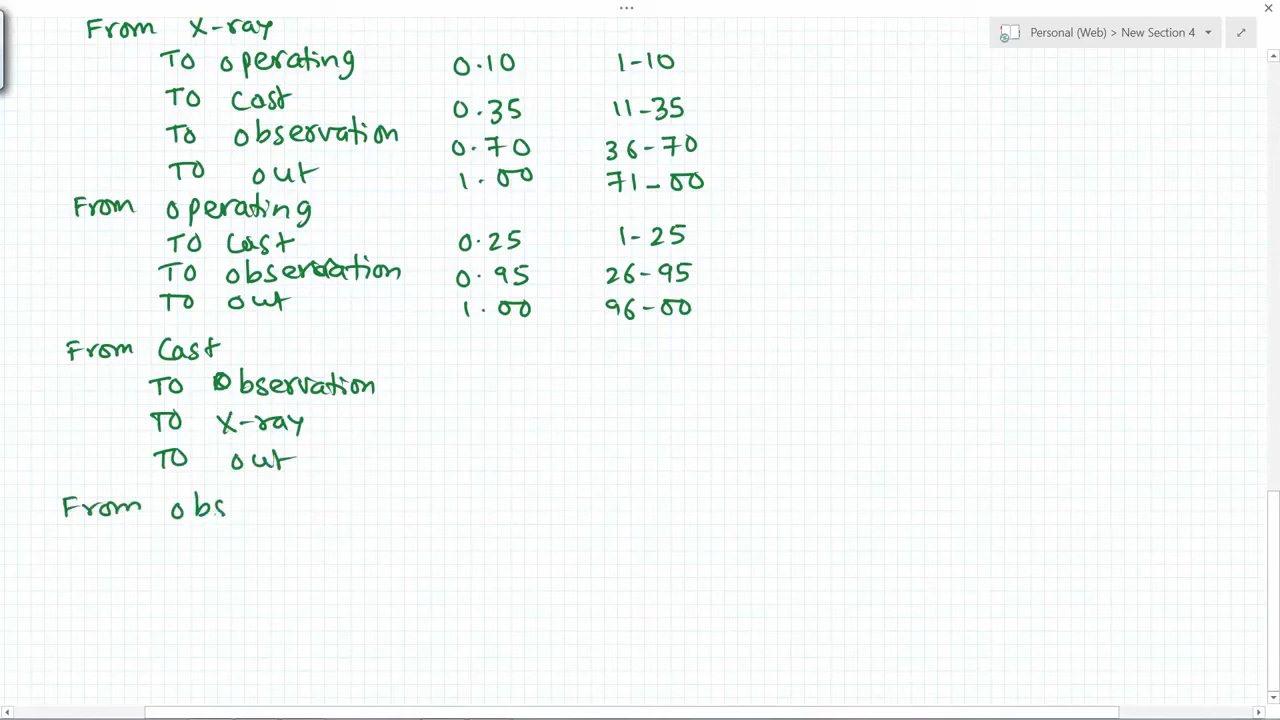 Personal (Web) > New Section 4
From X-ray
To operating 0.10 1-10
To Cast 0.35 11-35
To observation 0.70 36-70
To out 1.00 71-00
From operating
To Cast 0.25 1-25
To observation 0.95 26-95
To out 1.00 96-00
From Cast
To Observation
To X-ray
To out
From obs